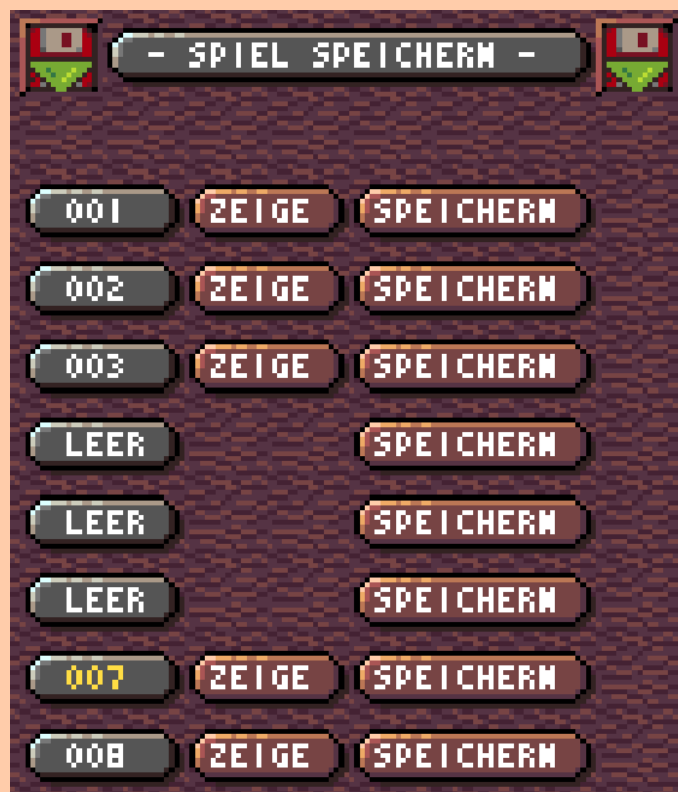 - SPIEL SPEICHERN -
001 ZEIGE SPEICHERN
002 ZEIGE SPEICHERN
003 ZEIGE SPEICHERN
LEER SPEICHERN
LEER SPEICHERN
LEER SPEICHERN
007 ZEIGE SPEICHERN
008 ZEIGE SPEICHERN